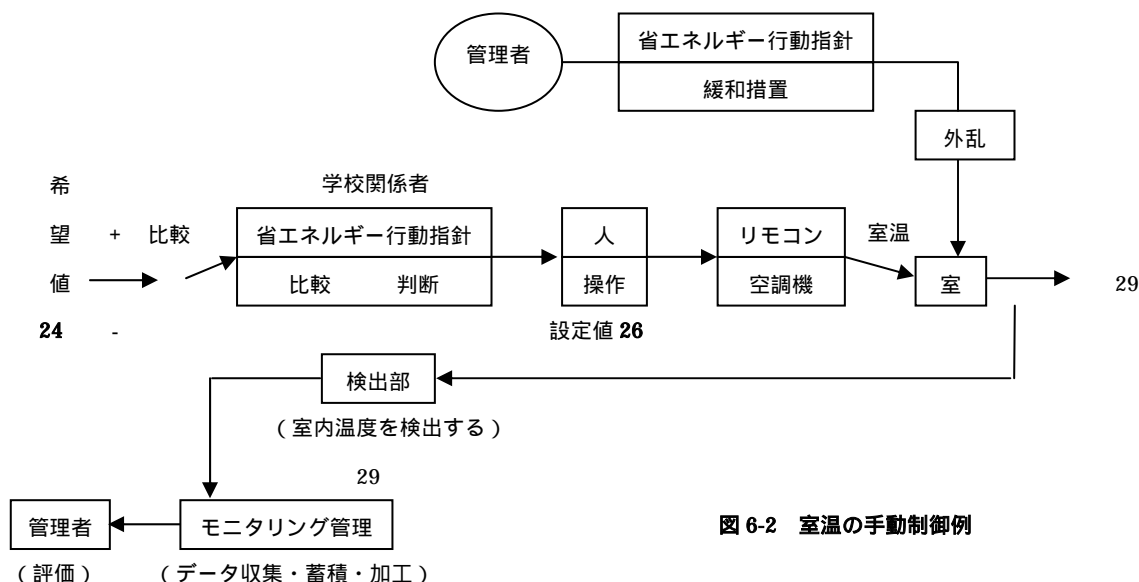 管理者
省エネルギー行動指針
緩和措置
外乱
希望値
24
+
-
比較
学校関係者
省エネルギー行動指針
比較 判断
人
操作
設定値 26
リモコン
空調機
室温
室
29
検出部
(室内温度を検出する)
29
管理者
(評価)
モニタリング管理
(データ収集・蓄積・加工)
図 6-2 室温の手動制御例